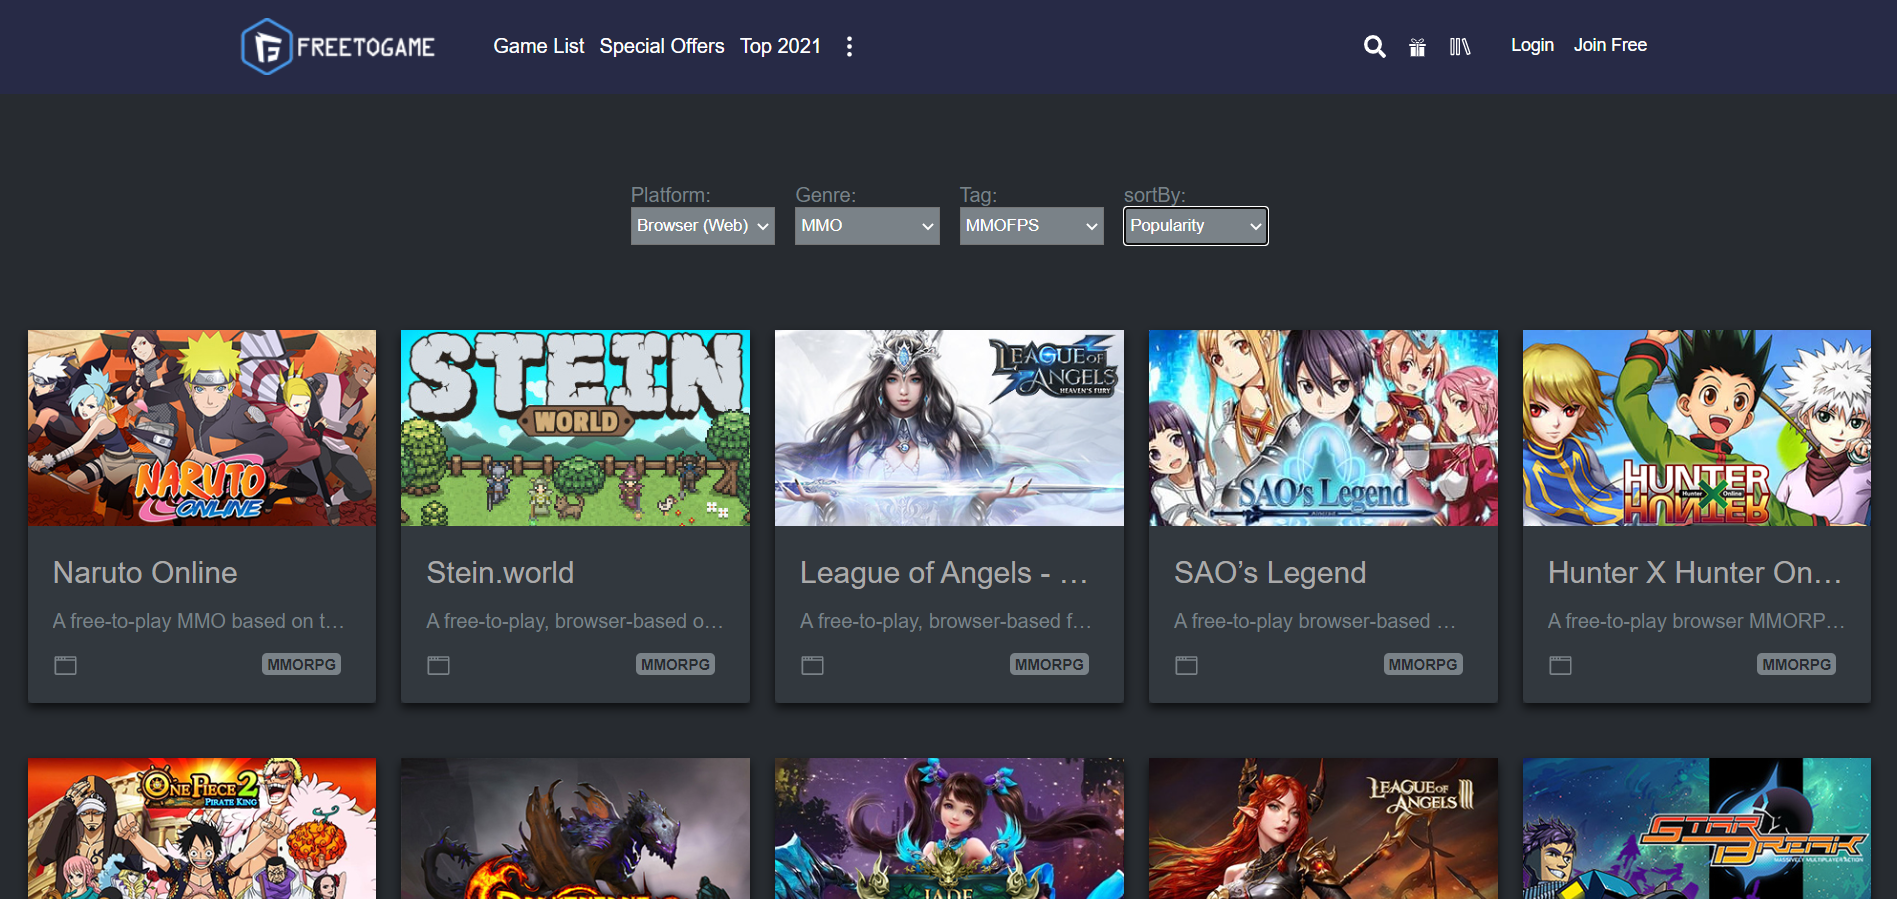 FREETOGAME
Game List Special Offers Top 2021
Login Join Free
Platform: Genre: Tag: sortBy:
Browser (Web) MMO MMOFPS Popularity
NARUTO
ONLINE
STEIN
WORLD
LEAGUE OF
ANGELS
HEAVEN'S FURY
SAO's Legend
HUNTER
Hunter X Online
HUNTER
Naruto Online
A free-to-play MMO based on t...
MMORPG
Stein.world
A free-to-play, browser-based o...
MMORPG
League of Angels - ...
A free-to-play, browser-based f...
MMORPG
SAO’s Legend
A free-to-play browser-based ...
MMORPG
Hunter X Hunter On...
A free-to-play browser MMORP...
MMORPG
ONE PIECE 2
PIRATE KING
JADE
LEAGUE OF
ANGELS III
STAR
BREAK
MASSIVELY MULTIPLAYER ACTION